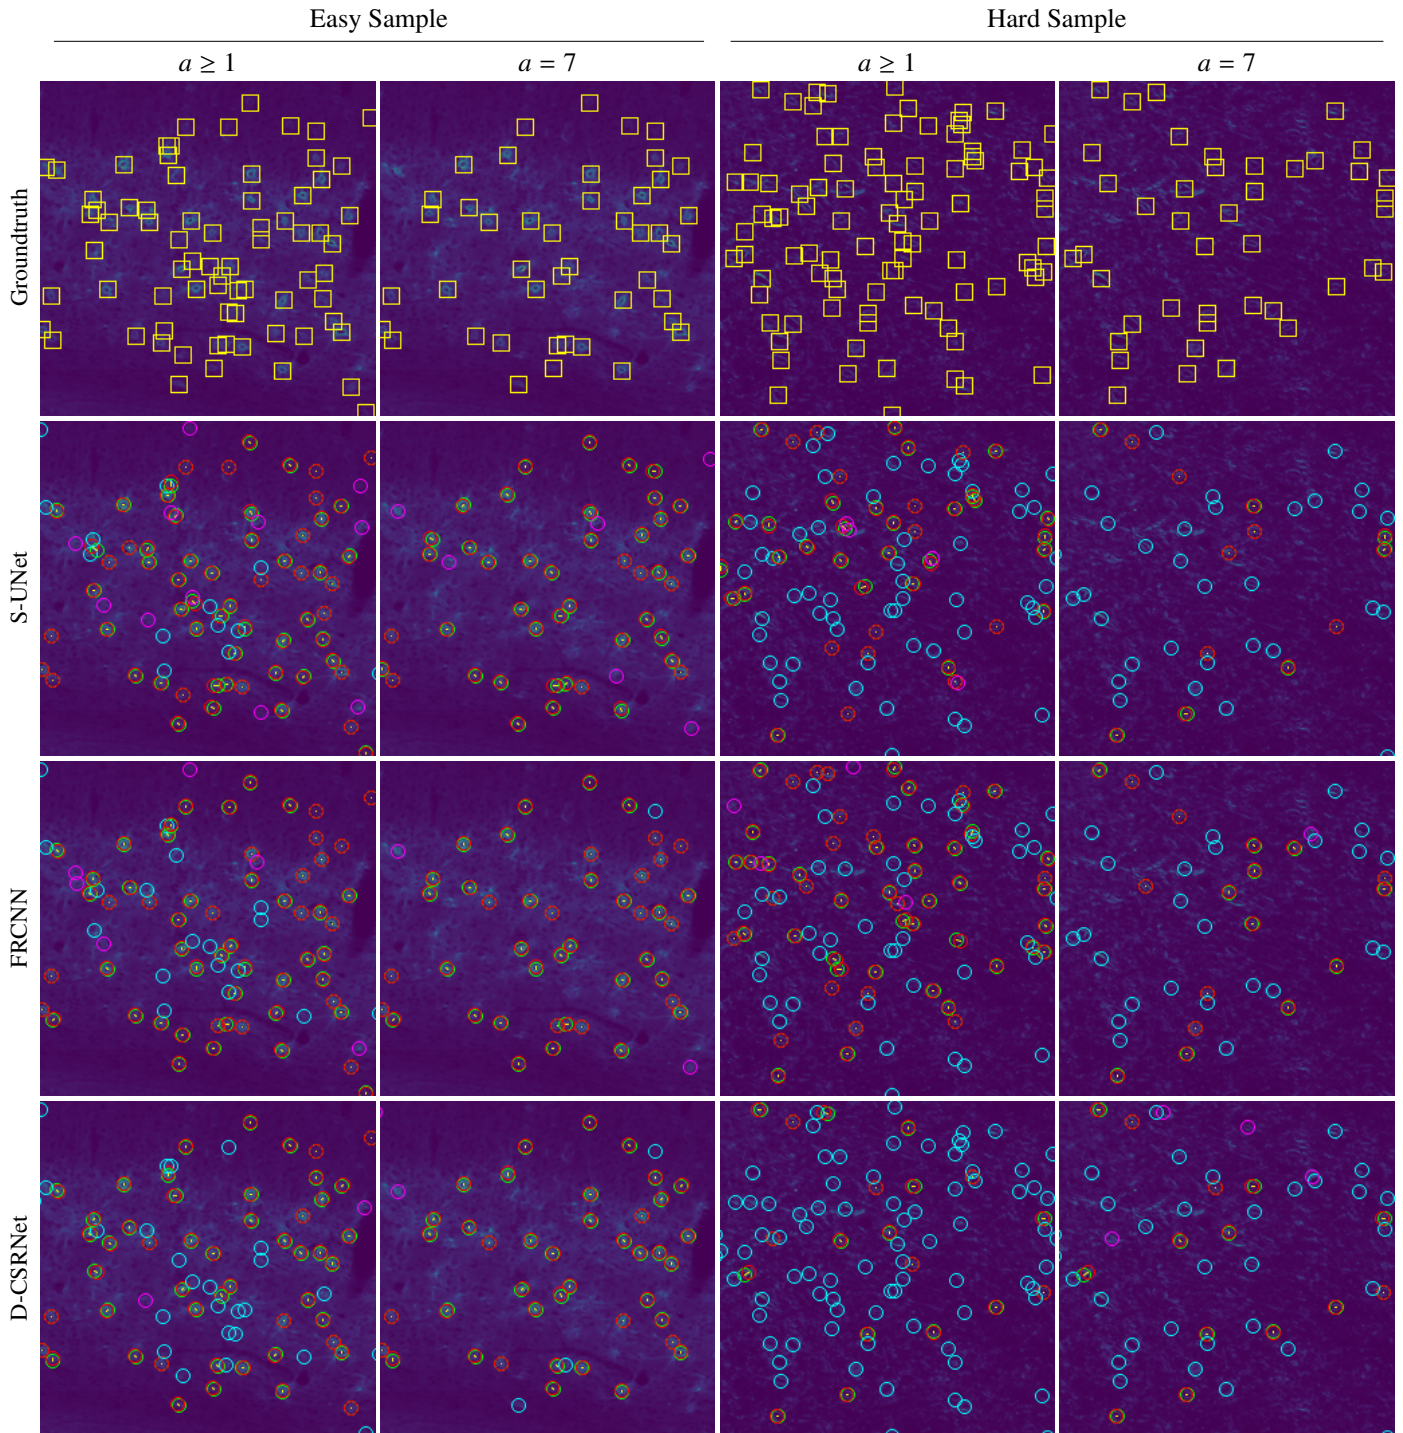 Easy Sample Hard Sample
a ≥ 1 a = 7 a ≥ 1 a = 7
Groundtruth
S-UNet
FRCNN
D-CSRNet